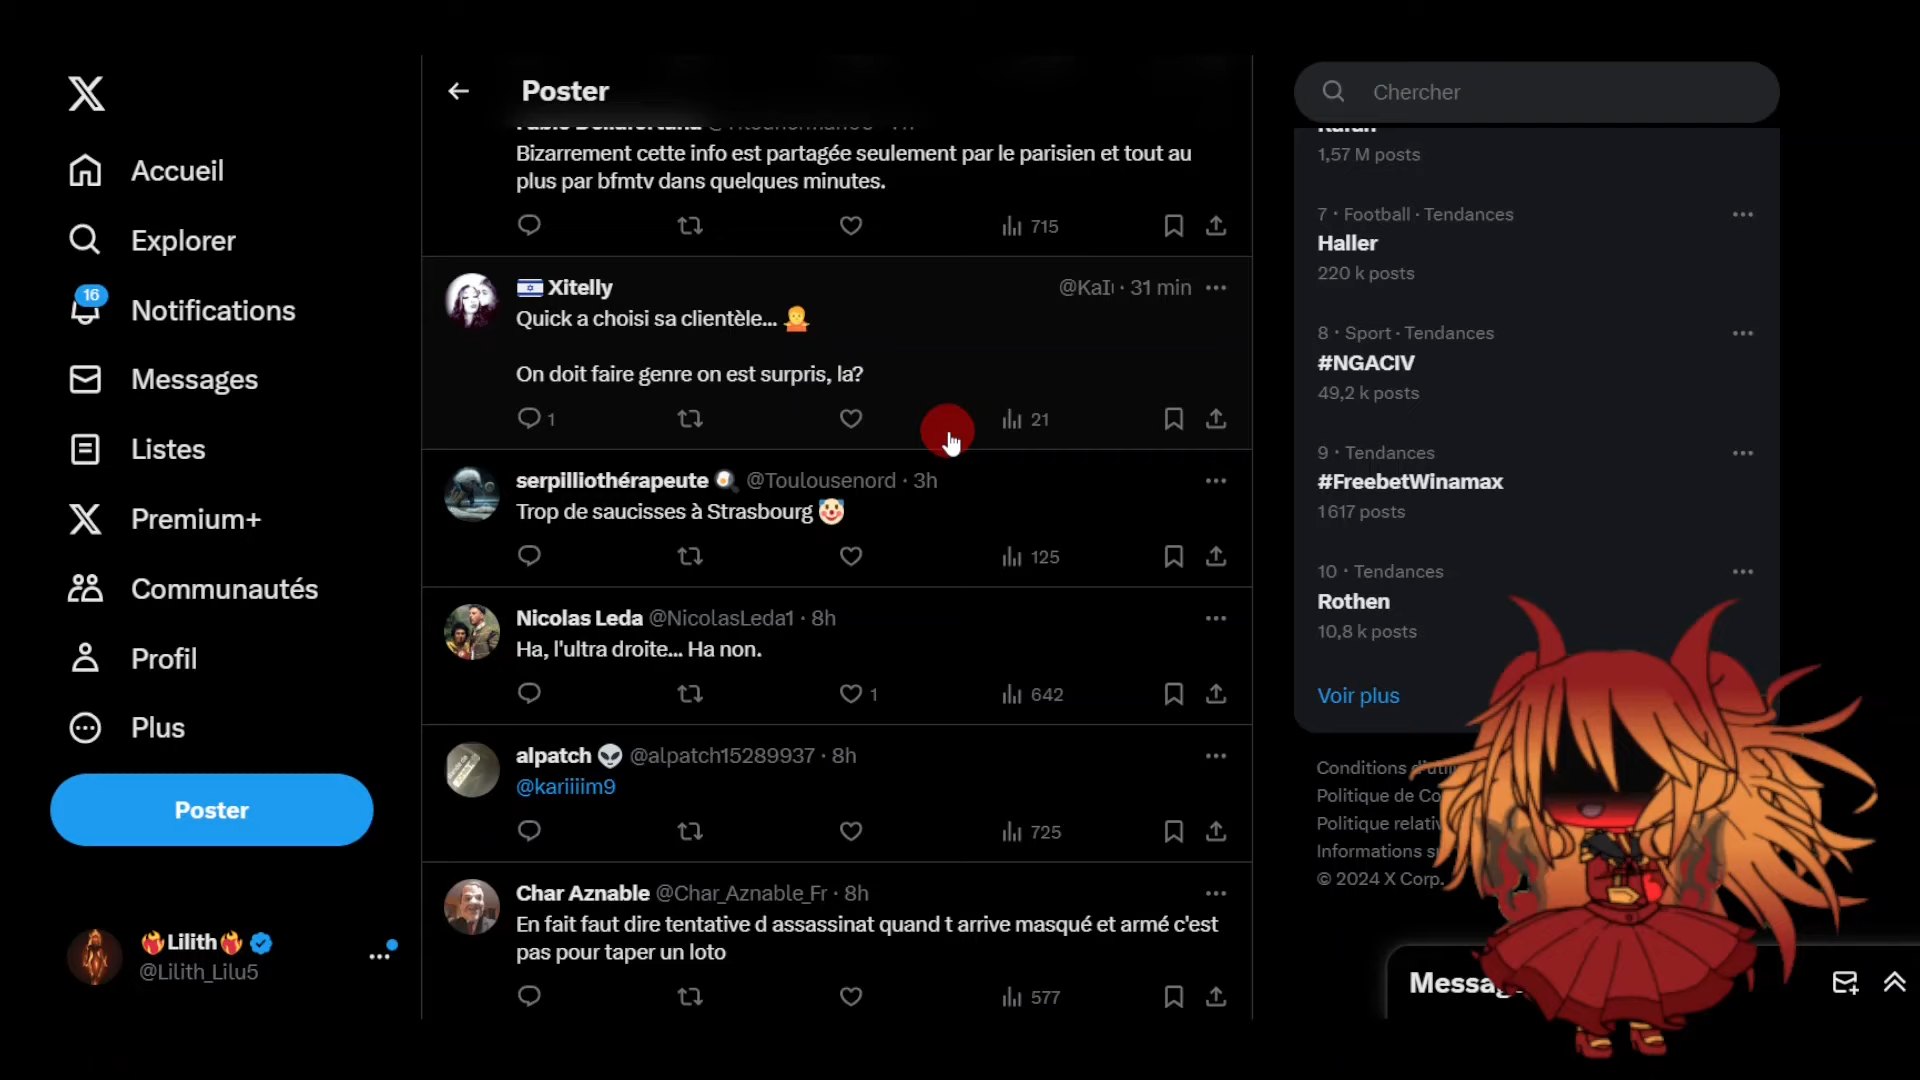 Accueil
Explorer
16
Notifications
Messages
Listes
Premium+
Communautés
Profil
Plus
Poster
Lilith
@Lilith_Lilu5
Poster
Bizarrement cette info est partagée seulement par le parisien et tout au
plus par bfmtv dans quelques minutes.
715
Xitelly @KaI · 31 min
Quick a choisi sa clientèle...
On doit faire genre on est surpris, la?
1 21
serpilliothérapeute @Toulousenord · 3h
Trop de saucisses à Strasbourg
125
Nicolas Leda @NicolasLeda1 · 8h
Ha, l'ultra droite... Ha non.
1 642
alpatch @alpatch15289937 · 8h
@kariiiim9
725
Char Aznable @Char_Aznable_Fr · 8h
En fait faut dire tentative d assassinat quand t arrive masqué et armé c'est
pas pour taper un loto
577
Chercher
1,57 M posts
7 · Football · Tendances
Haller
220 k posts
8 · Sport · Tendances
#NGACIV
49,2 k posts
9 · Tendances
#FreebetWinamax
1 617 posts
10 · Tendances
Rothen
10,8 k posts
Voir plus
Conditions d'util
Politique de Co
Politique relativ
Informations s
© 2024 X Corp.
Messag